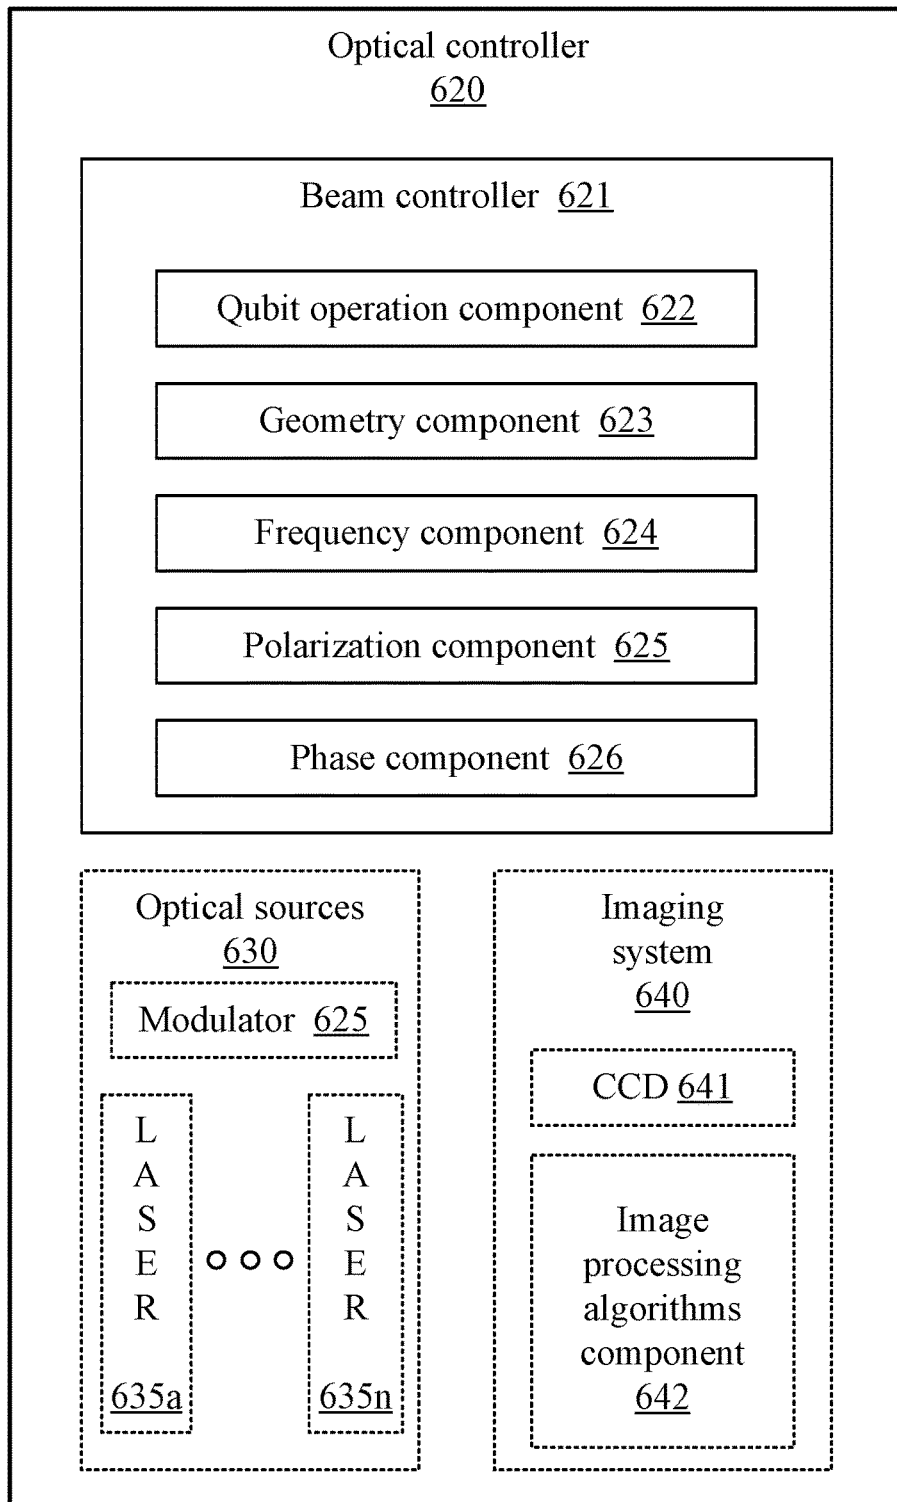 Optical controller
620
Beam controller 621
Qubit operation component 622
Geometry component 623
Frequency component 624
Polarization component 625
Phase component 626
Optical sources
630
Modulator 625
L
A
S
E
R
635a
L
A
S
E
R
635n
Imaging
system
640
CCD 641
Image
processing
algorithms
component
642